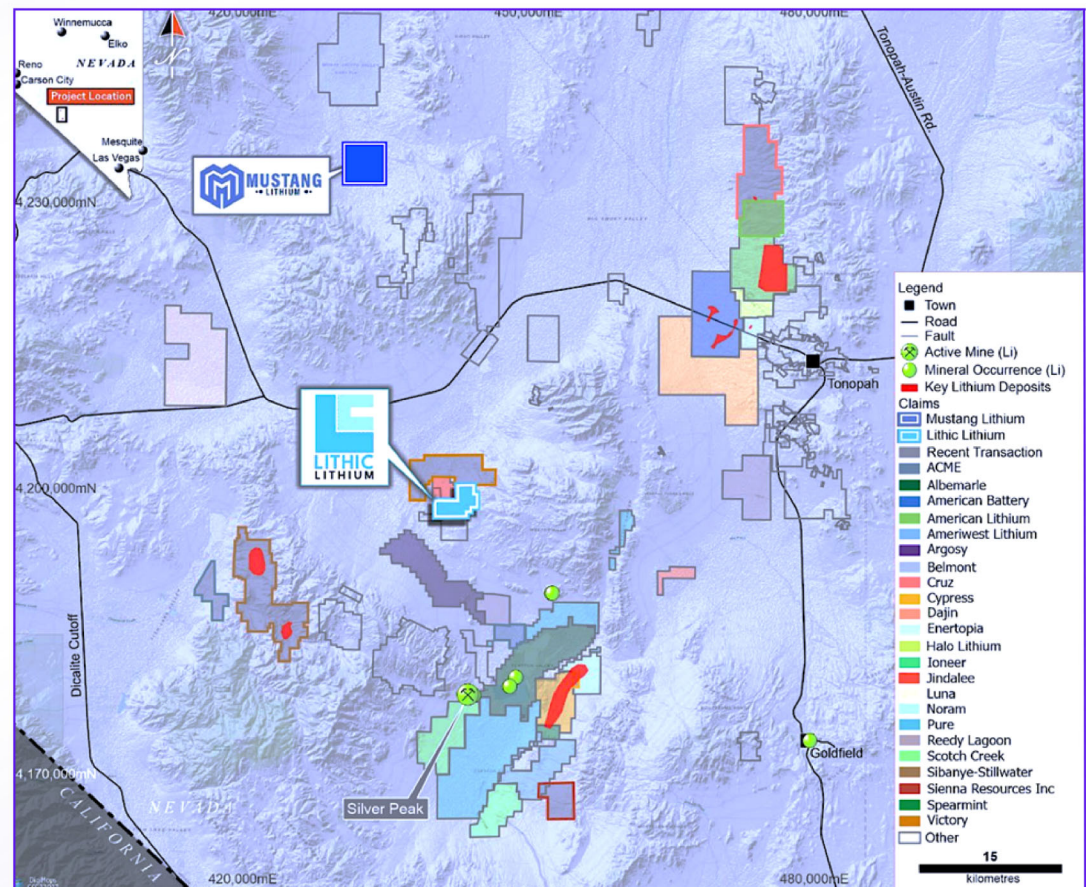 420,000mE
450,000mE
480,000mE
Winnemucca
Elko
NEVADA
Reno
Carson City
Project Location
Mesquite
Las Vegas
N
MUSTANG
LITHIUM
4,230,000mN
Tonopah-Austin Rd.
Tonopah
LITHIC
LITHIUM
4,200,000mN
Dicalite Cutoff
Silver Peak
Goldfield
4,170,000mN
NEVADA
CALIFORNIA
420,000mE
480,000mE
Legend
Town
Road
Fault
Active Mine (Li)
Mineral Occurrence (Li)
Key Lithium Deposits
Claims
Mustang Lithium
Lithic Lithium
Recent Transaction
ACME
Albemarle
American Battery
American Lithium
Ameriwest Lithium
Argosy
Belmont
Cruz
Cypress
Dajin
Enertopia
Halo Lithium
Ioneer
Jindalee
Luna
Noram
Pure
Reedy Lagoon
Scotch Creek
Sibanye-Stillwater
Sienna Resources Inc
Spearmint
Victory
Other
15
kilometres